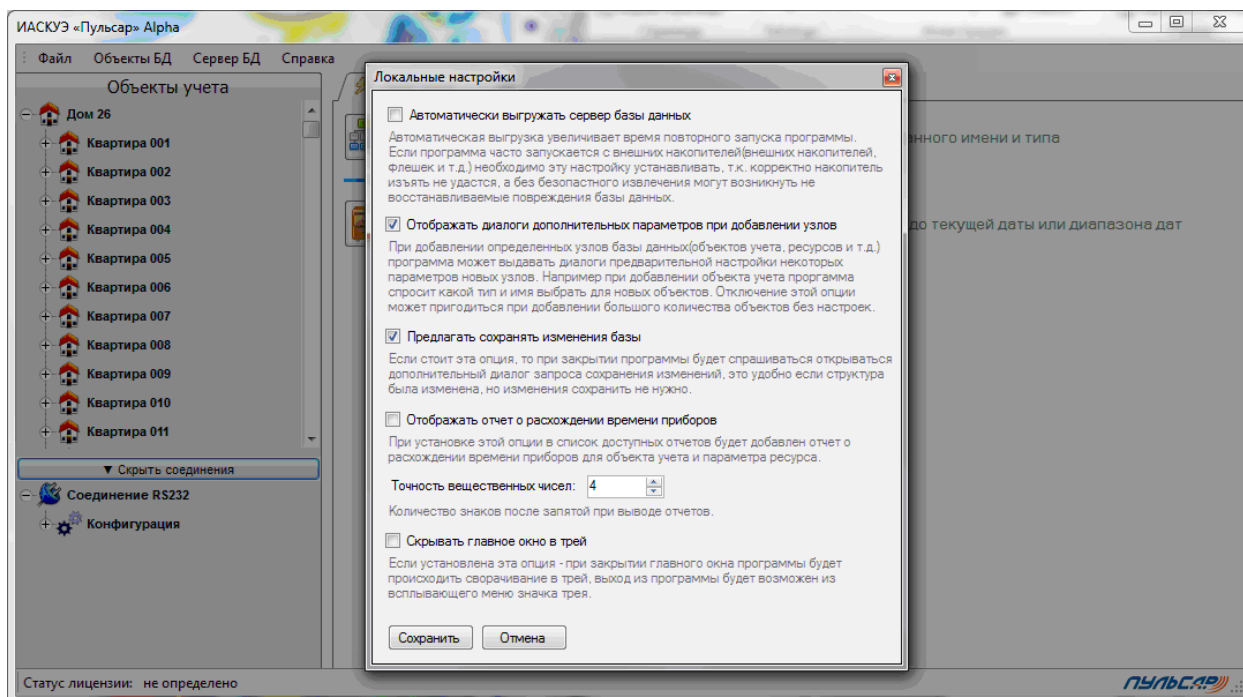 ИАСКУЭ «Пульсар» Alpha
Файл Объекты БД Сервер БД Справка
Объекты учета
Дом 26
Квартира 001
Квартира 002
Квартира 003
Квартира 004
Квартира 005
Квартира 006
Квартира 007
Квартира 008
Квартира 009
Квартира 010
Квартира 011
▼ Скрыть соединения
Соединение RS232
Конфигурация
Локальные настройки
Автоматически выгружать сервер базы данных
Автоматическая выгрузка увеличивает время повторного запуска программы.
Если программа часто запускается с внешних накопителей(внешних накопителей,
флешек и т.д.) необходимо эту настройку устанавливать, т.к. корректно накопитель
изъять не удастся, а без безопастного извлечения могут возникнуть не
восстанавливаемые повреждения базы данных.
Отображать диалоги дополнительных параметров при добавлении узлов
При добавлении определенных узлов базы данных(объектов учета, ресурсов и т.д.)
программа может выдавать диалоги предварительной настройки некоторых
параметров новых узлов. Например при добавлении объекта учета проргамма
спросит какой тип и имя выбрать для новых объектов. Отключение этой опции
может пригодиться при добавлении большого количества объектов без настроек.
Предлагать сохранять изменения базы
Если стоит эта опция, то при закрытии программы будет спрашиваться открываться
дополнительный диалог запроса сохранения изменений, это удобно если структура
была изменена, но изменения сохранить не нужно.
Отображать отчет о расхождении времени приборов
При установке этой опции в список доступных отчетов будет добавлен отчет о
расхождении времени приборов для объекта учета и параметра ресурса.
Точность вещественных чисел: 4
Количество знаков после запятой при выводе отчетов.
Скрывать главное окно в трей
Если установлена эта опция - при закрытии главного окна программы будет
происходить сворачивание в трей, выход из программы будет возможен из
всплывающего меню значка трея.
Сохранить Отмена
анного имени и типа
до текущей даты или диапазона дат
Статус лицензии: не определено
ПУЛЬСАР